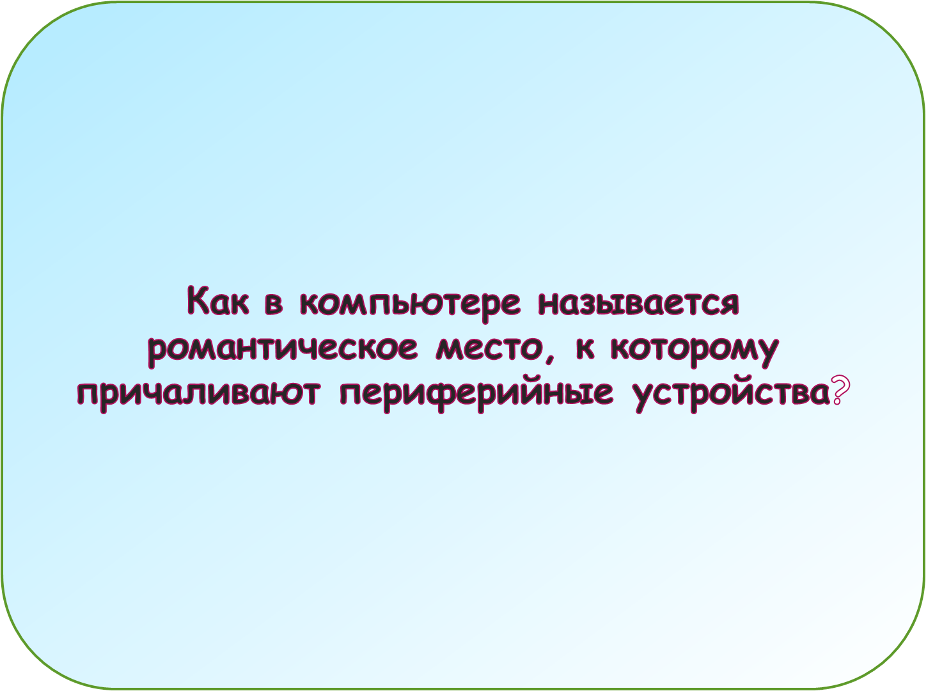 Как в компьютере называется
романтическое место, к которому
причаливают периферийные устройства?